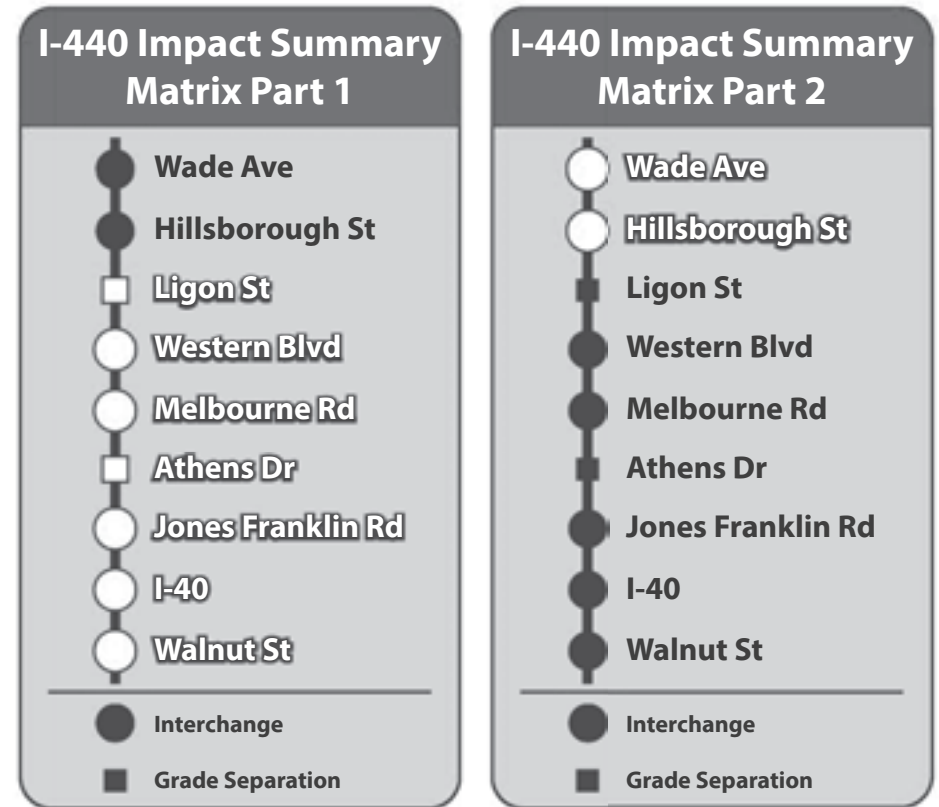 I-440 Impact Summary
Matrix Part 1
Wade Ave
Hillsborough St
Ligon St
Western Blvd
Melbourne Rd
Athens Dr
Jones Franklin Rd
I-40
Walnut St
Interchange
Grade Separation
I-440 Impact Summary
Matrix Part 2
Wade Ave
Hillsborough St
Ligon St
Western Blvd
Melbourne Rd
Athens Dr
Jones Franklin Rd
I-40
Walnut St
Interchange
Grade Separation